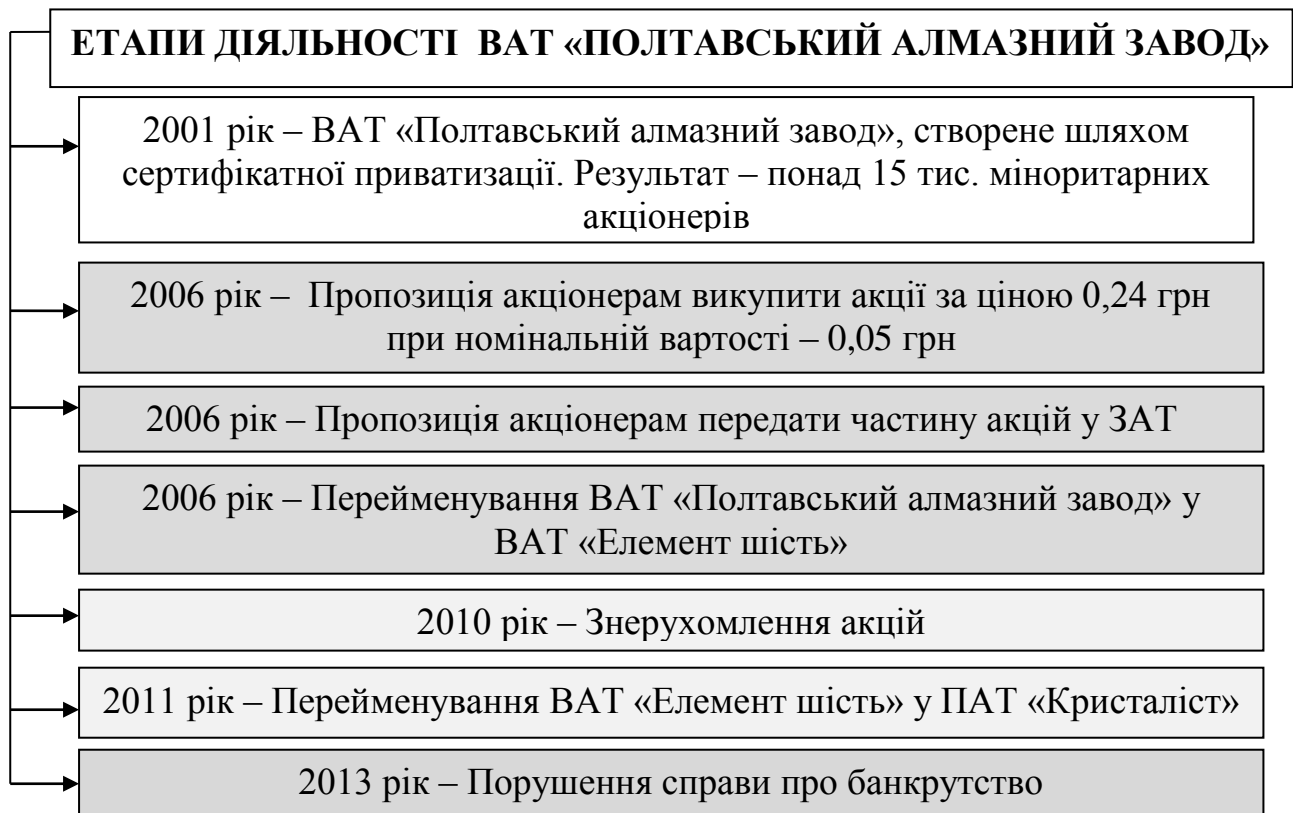 ЕТАПИ ДІЯЛЬНОСТІ ВАТ «ПОЛТАВСЬКИЙ АЛМАЗНИЙ ЗАВОД»
2001 рік – ВАТ «Полтавський алмазний завод», створене шляхом
сертифікатної приватизації. Результат – понад 15 тис. міноритарних
акціонерів
2006 рік – Пропозиція акціонерам викупити акції за ціною 0,24 грн
при номінальній вартості – 0,05 грн
2006 рік – Пропозиція акціонерам передати частину акцій у ЗАТ
2006 рік – Перейменування ВАТ «Полтавський алмазний завод» у
ВАТ «Елемент шість»
2010 рік – Знерухомлення акцій
2011 рік – Перейменування ВАТ «Елемент шість» у ПАТ «Кристаліст»
2013 рік – Порушення справи про банкрутство